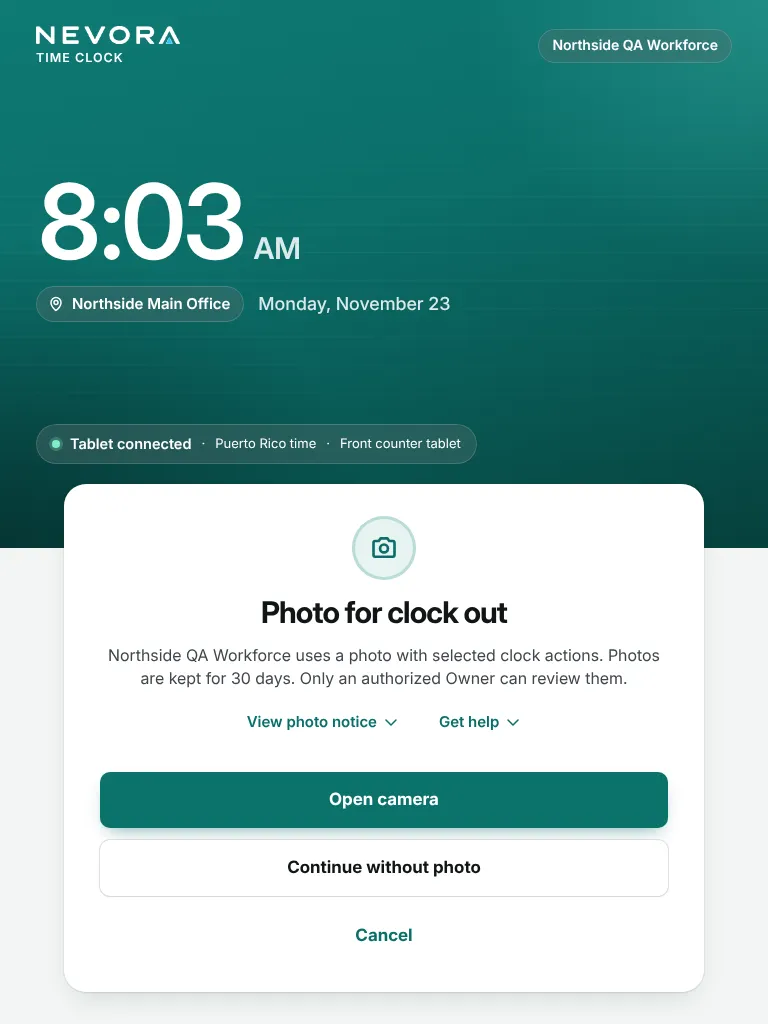 NEVORA
TIME CLOCK
Northside QA Workforce
8:03 AM
Northside Main Office
Monday, November 23
Tablet connected · Puerto Rico time · Front counter tablet
Photo for clock out
Northside QA Workforce uses a photo with selected clock actions. Photos
are kept for 30 days. Only an authorized Owner can review them.
View photo notice
Get help
Open camera
Continue without photo
Cancel